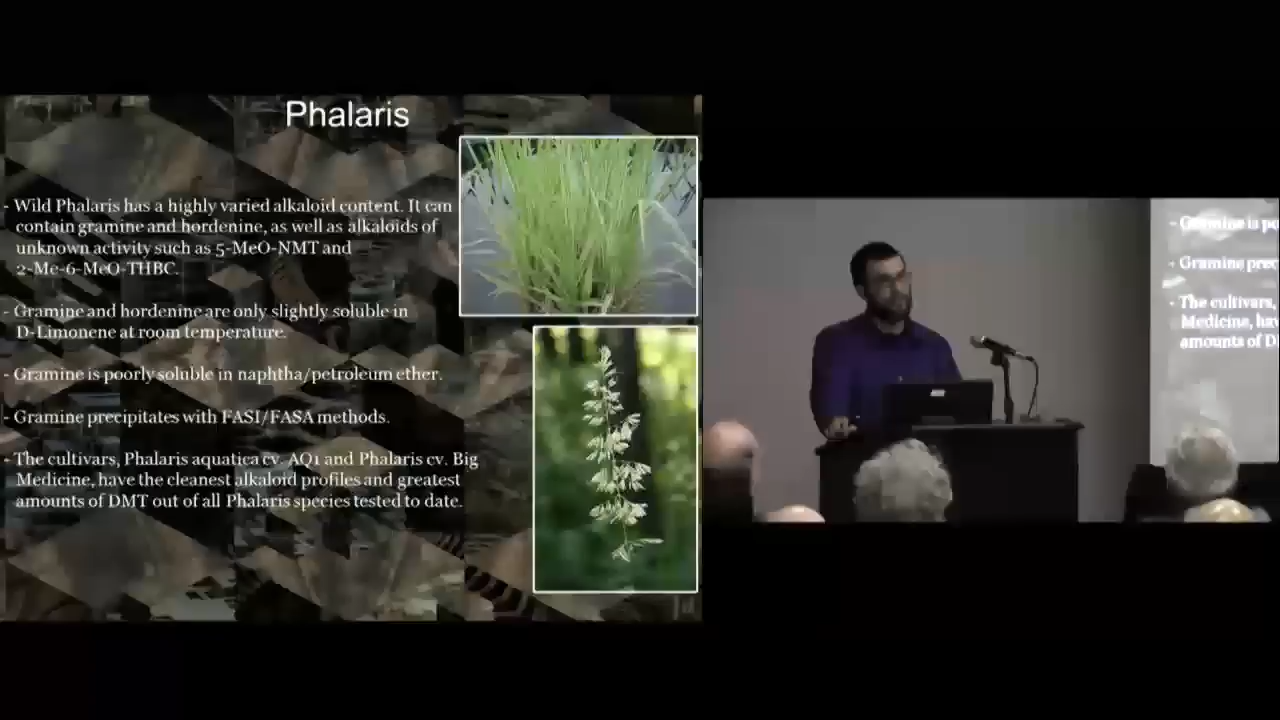 Phalaris
- Wild Phalaris has a highly varied alkaloid content. It can
contain gramine and hordenine, as well as alkaloids of
unknown activity such as 5-MeO-NMT and
2-Me-6-MeO-THBC.
- Gramine and hordenine are only slightly soluble in
D-Limonene at room temperature.
- Gramine is poorly soluble in naphtha/petroleum ether.
- Gramine precipitates with FASI/FASA methods.
- The cultivars, Phalaris aquatica cv. AQ1 and Phalaris cv. Big
Medicine, have the cleanest alkaloid profiles and greatest
amounts of DMT out of all Phalaris species tested to date.
- Gramine is po
- Gramine prec
- The cultivars,
Medicine, hav
amounts of D